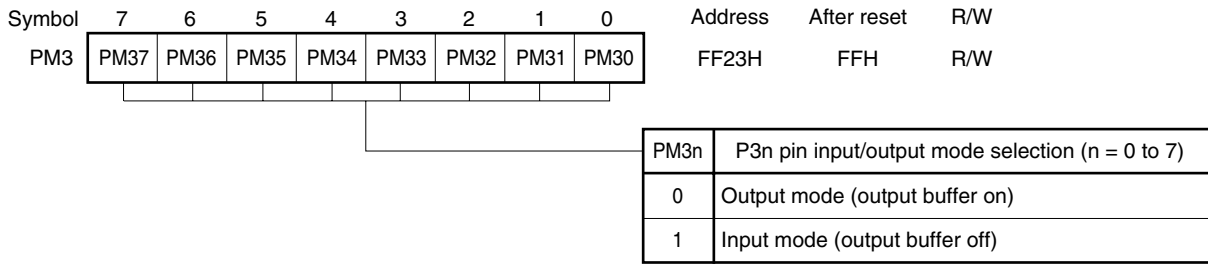 Symbol 7 6 5 4 3 2 1 0 Address After reset R/W
PM3 PM37 PM36 PM35 PM34 PM33 PM32 PM31 PM30 FF23H FFH R/W
PM3n P3n pin input/output mode selection (n = 0 to 7)
0 Output mode (output buffer on)
1 Input mode (output buffer off)